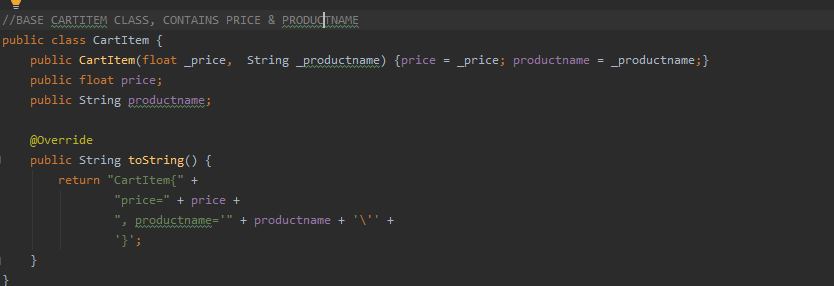 //BASE CARTITEM CLASS, CONTAINS PRICE & PRODUCTNAME
public class CartItem {
    public CartItem(float _price,  String _productname) {price = _price; productname = _productname;}
    public float price;
    public String productname;
    @Override
    public String toString() {
        return "CartItem{" +
                "price=" + price +
                ", productname='" + productname + '\'' +
                '}';
    }
}